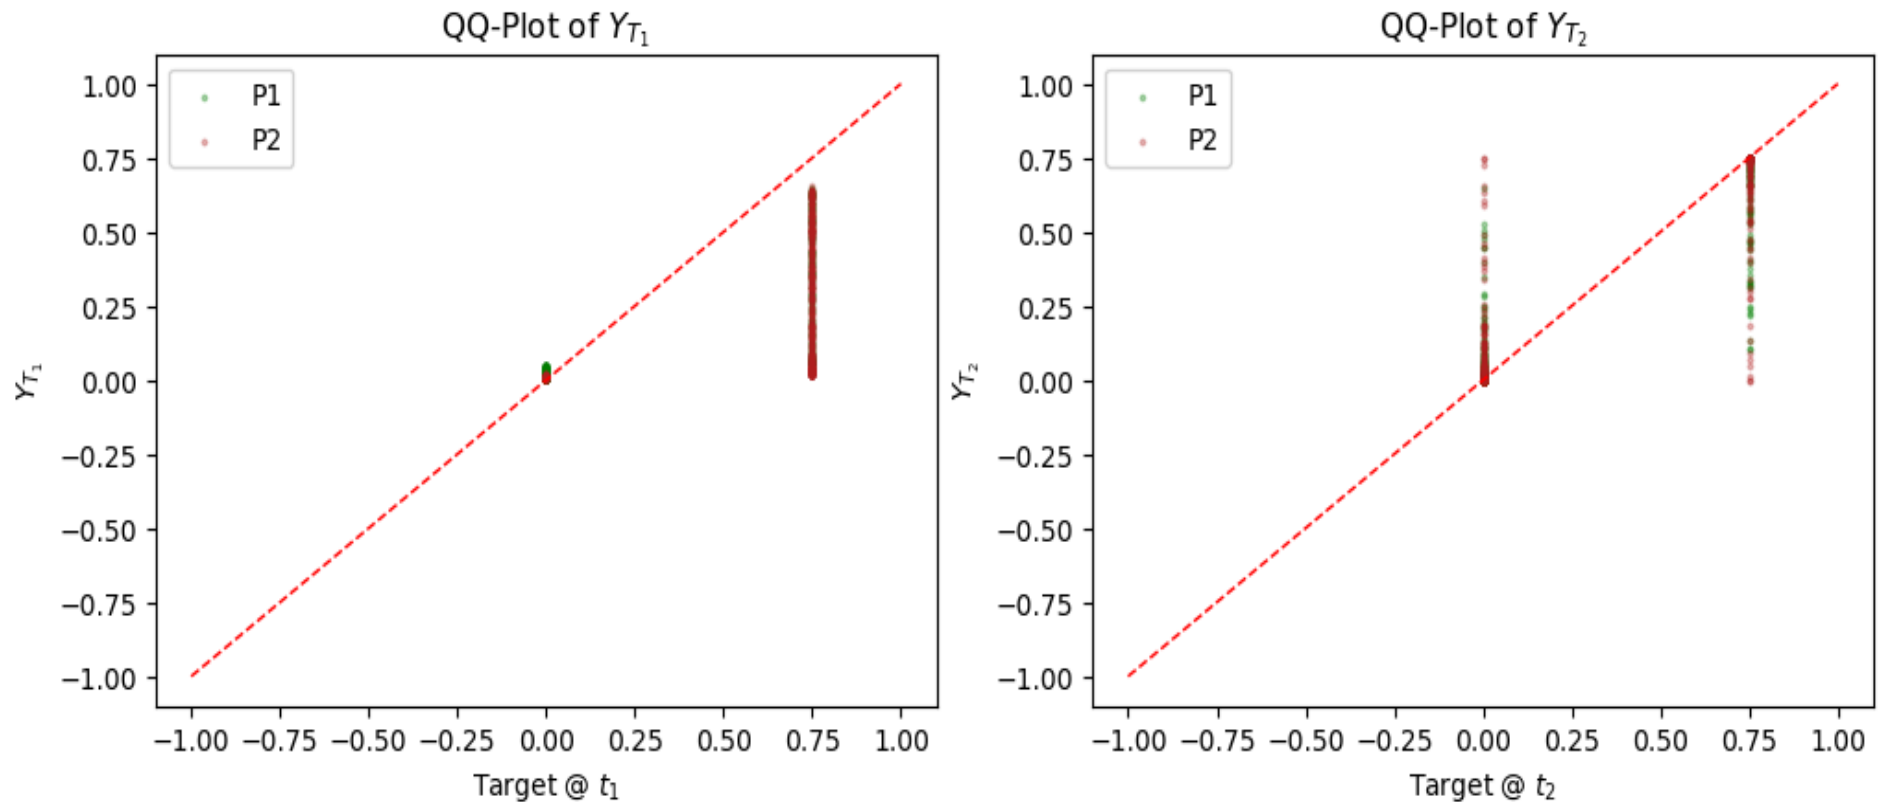 QQ-Plot of Y_{T_1}
P1
P2
1.00
0.75
0.50
0.25
0.00
−0.25
−0.50
−0.75
−1.00
Y_{T_1}
−1.00 −0.75 −0.50 −0.25 0.00 0.25 0.50 0.75 1.00
Target @ t_1
QQ-Plot of Y_{T_2}
P1
P2
1.00
0.75
0.50
0.25
0.00
−0.25
−0.50
−0.75
−1.00
Y_{T_2}
−1.00 −0.75 −0.50 −0.25 0.00 0.25 0.50 0.75 1.00
Target @ t_2